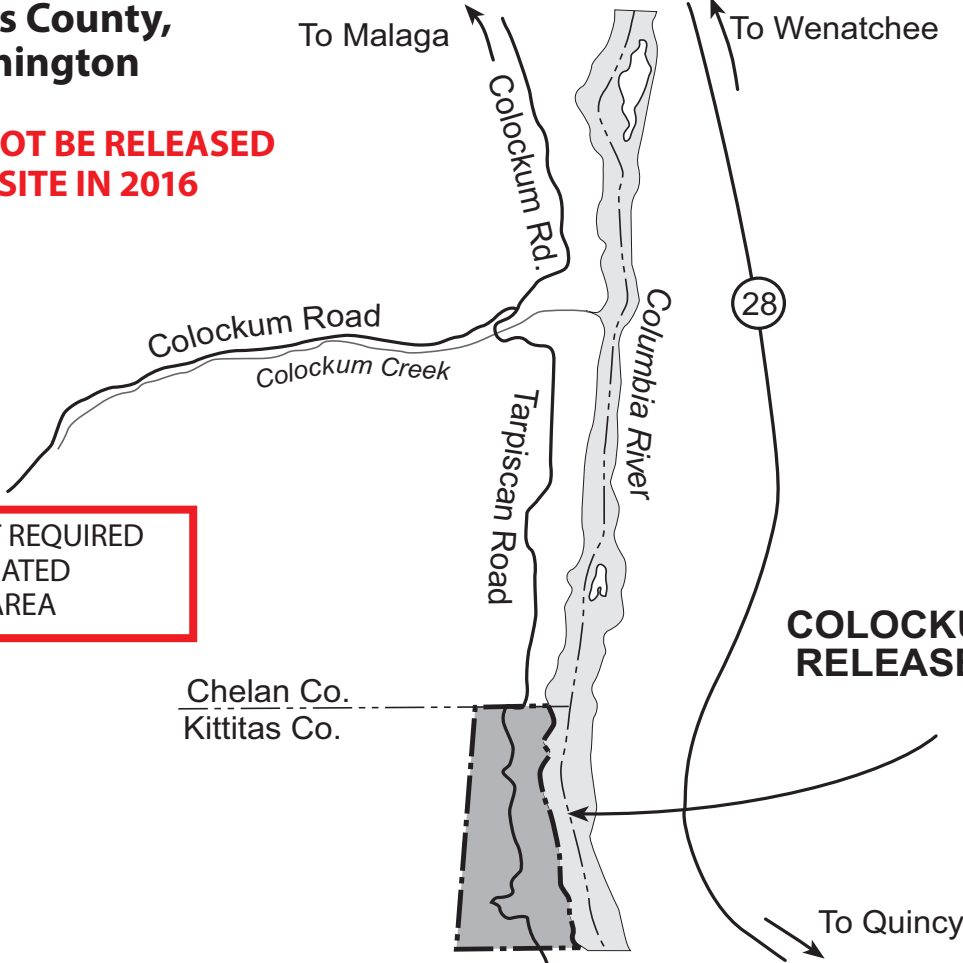 s County,
hington
To Malaga
To Wenatchee
OT BE RELEASED
SITE IN 2016
Colockum Rd.
28
Colockum Road
Colockum Creek
Columbia River
Tarpiscan Road
T REQUIRED
ATED
AREA
COLOCKU
RELEASE
Chelan Co.
Kittitas Co.
To Quincy